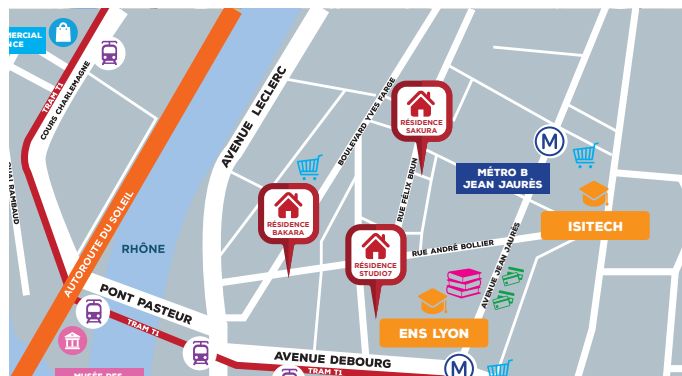 MERCIAL
NCE
TRAM T1
COURS CHARLEMAGNE
AVENUE LECLERC
BOULEVARD YVES FARGE
RÉSIDENCE
SAKURA
RUE FÉLIX BRUN
M
MÉTRO B
JEAN JAURÈS
ISITECH
QUAI RAMBAUD
AUTOROUTE DU SOLEIL
RHÔNE
RÉSIDENCE
BAKARA
RÉSIDENCE
STUDIO7
RUE ANDRÉ BOLLIER
AVENUE JEAN JAURÈS
PONT PASTEUR
TRAM T1
ENS LYON
AVENUE DEBOURG
TRAM T1
M
MUSÉE DES